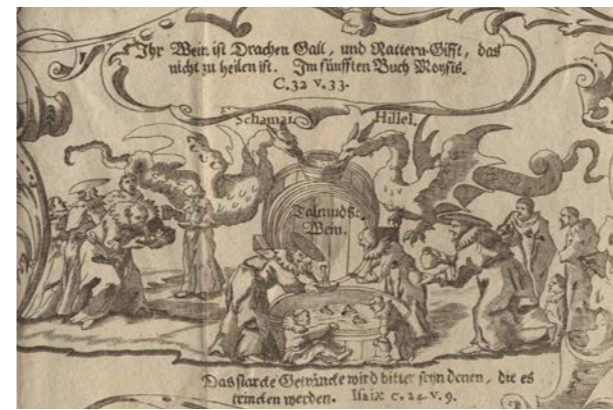 Ihr Wein ist Drachen Gall, und Nattern-Gifft, das
nicht zu heilen ist. Im fünfften Buch Moysis.
C.32 v.33.
Schamai. Hillel.
Talmuds-
Wein.
Das starcke Geträncke wird bitter seyn denen, die es
trincken werden. Isaiæ c.24 v.9.